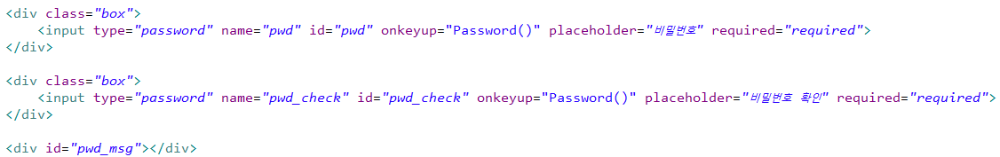 <div class="box">
<input type="password" name="pwd" id="pwd" onkeyup="Password()" placeholder="비밀번호" required="required">
</div>
<div class="box">
<input type="password" name="pwd_check" id="pwd_check" onkeyup="Password()" placeholder="비밀번호 확인" required="required">
</div>
<div id="pwd_msg"></div>